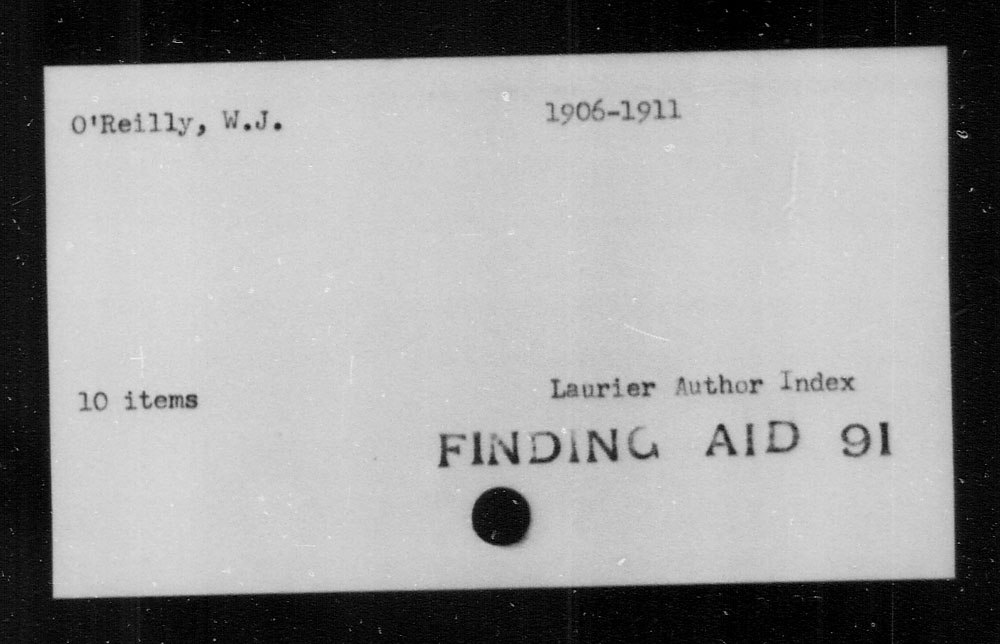 O'Reilly, W.J. 1906-1911
10 items Laurier Author Index
FINDING AID 91